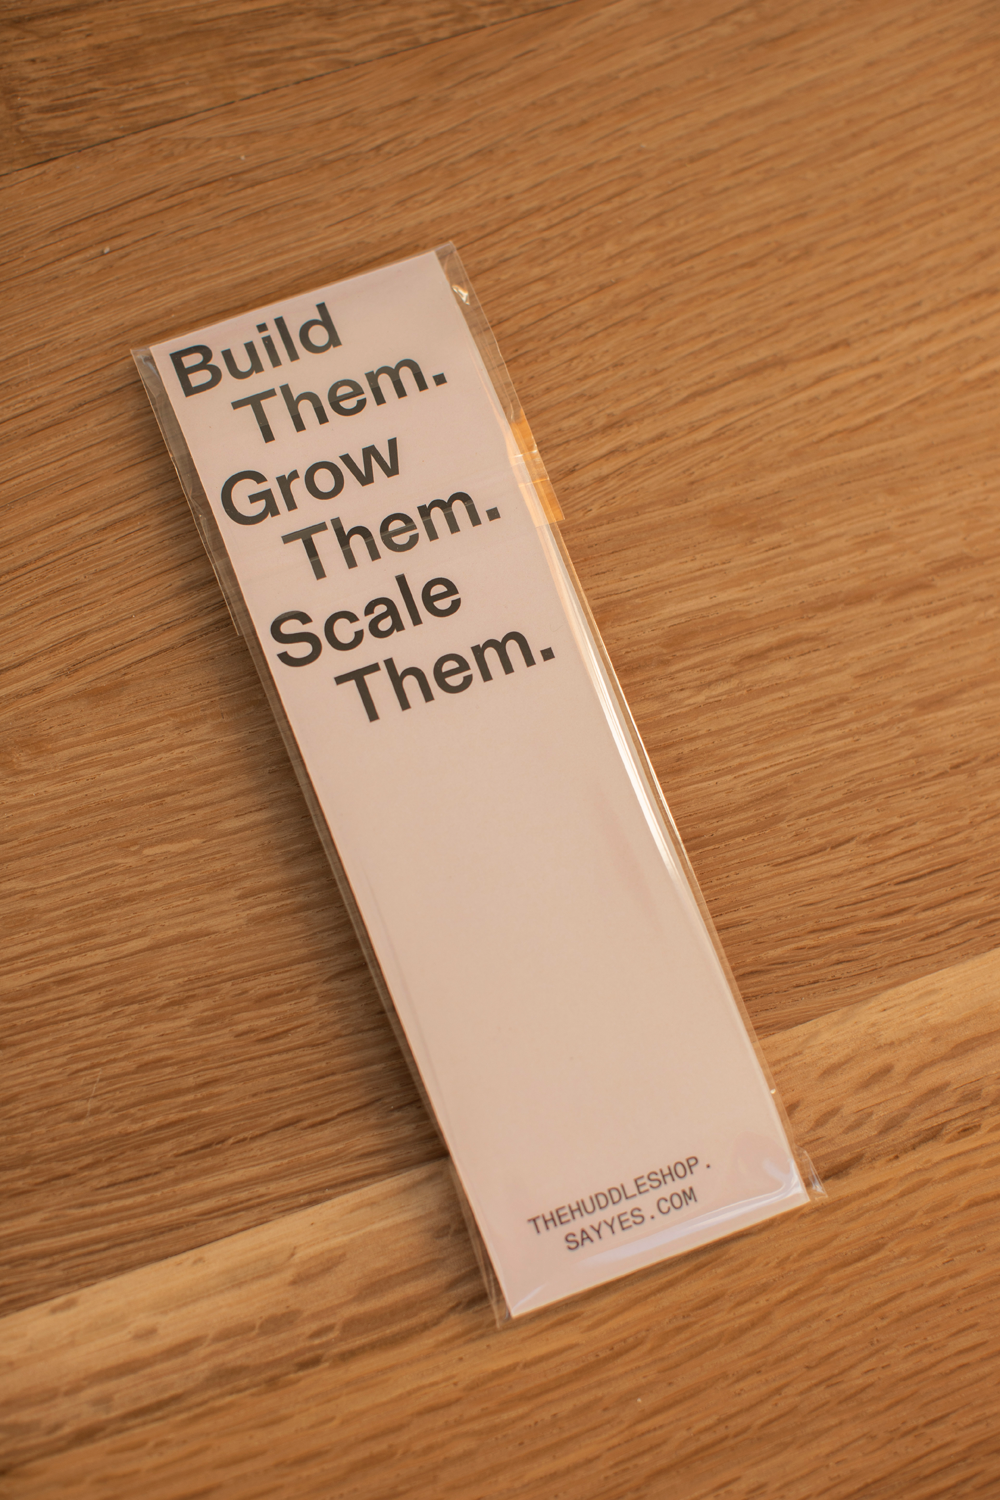 Build
Them.
Grow
Them.
Scale
Them.
THEHUDDLESHOP.
SAYYES.COM